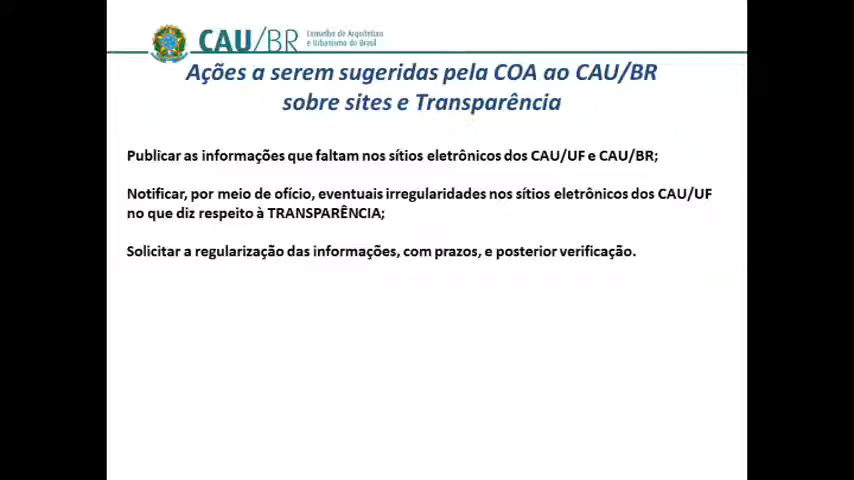 CAU/BR
Conselho de Arquitetura
e Urbanismo do Brasil
Ações a serem sugeridas pela COA ao CAU/BR
sobre sites e Transparência
Publicar as informações que faltam nos sítios eletrônicos dos CAU/UF e CAU/BR;
Notificar, por meio de ofício, eventuais irregularidades nos sítios eletrônicos dos CAU/UF
no que diz respeito à TRANSPARÊNCIA;
Solicitar a regularização das informações, com prazos, e posterior verificação.